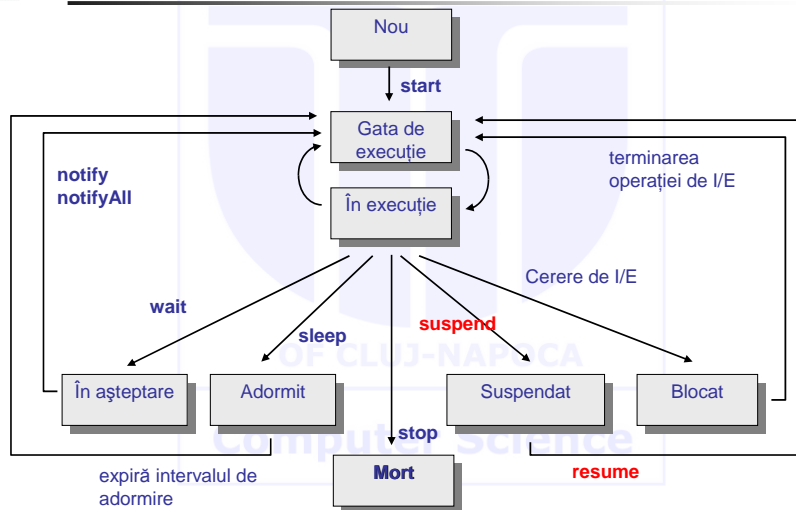 Nou
start
Gata de
execuție
notify
notifyAll
terminarea
operației de I/E
În execuție
Cerere de I/E
wait
suspend
sleep
OF CLUJ-NAPOCA
În aşteptare
Adormit
Suspendat
Blocat
stop
Computer Science
expiră intervalul de
adormire
Mort
resume